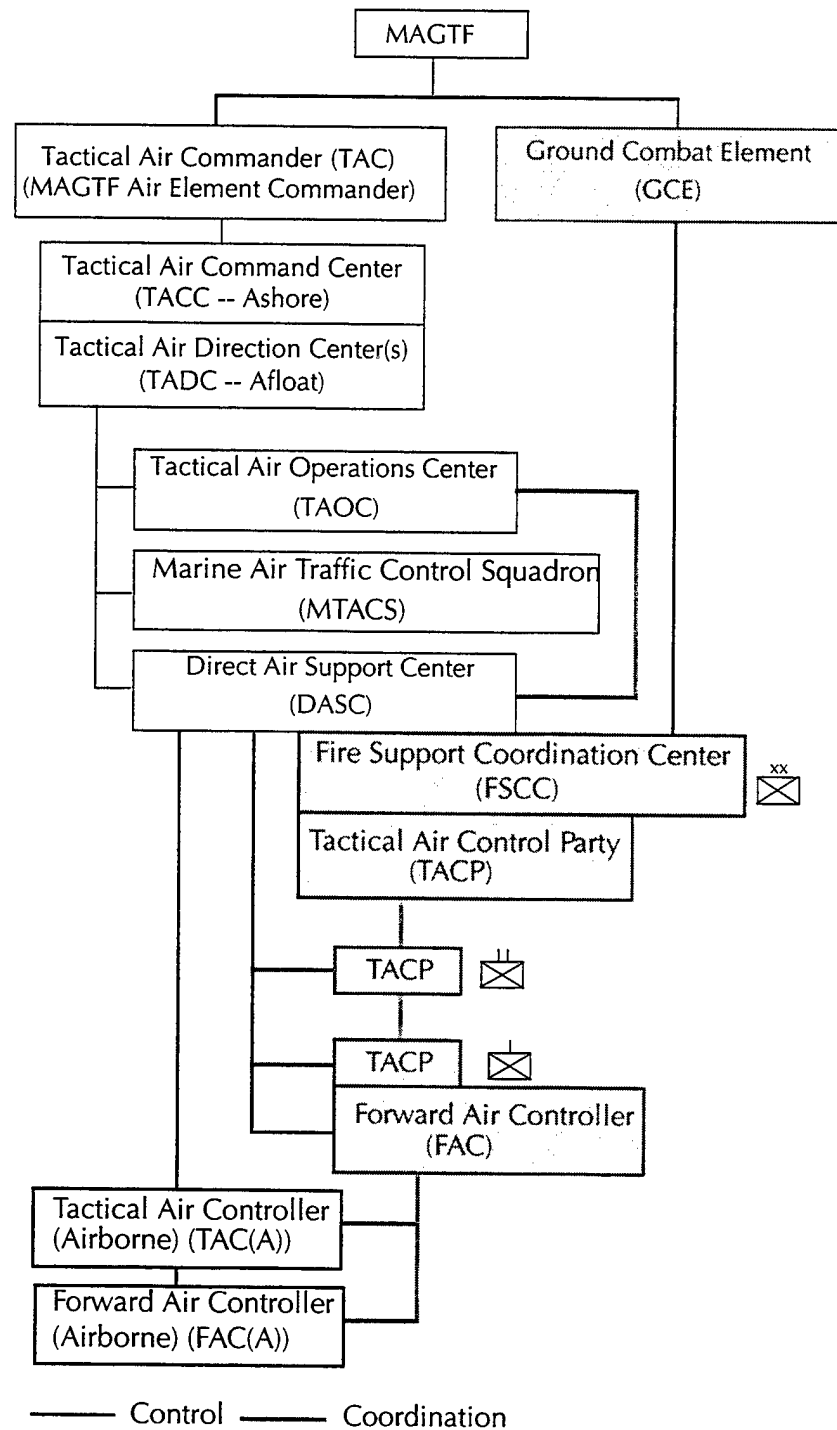 MAGTF
Tactical Air Commander (TAC)
(MAGTF Air Element Commander)
Ground Combat Element
(GCE)
Tactical Air Command Center
(TACC -- Ashore)
Tactical Air Direction Center(s)
(TADC -- Afloat)
Tactical Air Operations Center
(TAOC)
Marine Air Traffic Control Squadron
(MTACS)
Direct Air Support Center
(DASC)
Fire Support Coordination Center
(FSCC)
xx
Tactical Air Control Party
(TACP)
TACP
TACP
Forward Air Controller
(FAC)
Tactical Air Controller
(Airborne) (TAC(A))
Forward Air Controller
(Airborne) (FAC(A))
Control Coordination